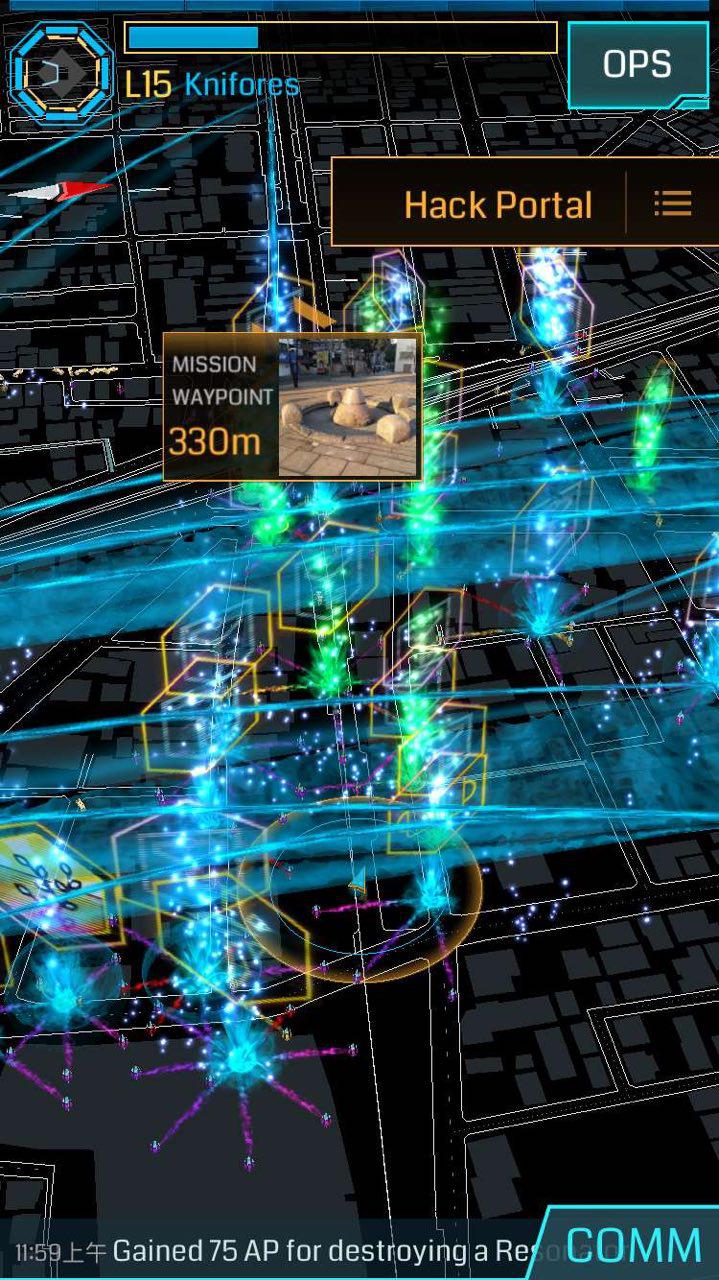 L15 Knifores
OPS
Hack Portal
MISSION
WAYPOINT
330m
11:59上午 Gained 75 AP for destroying a Resonator
COMM